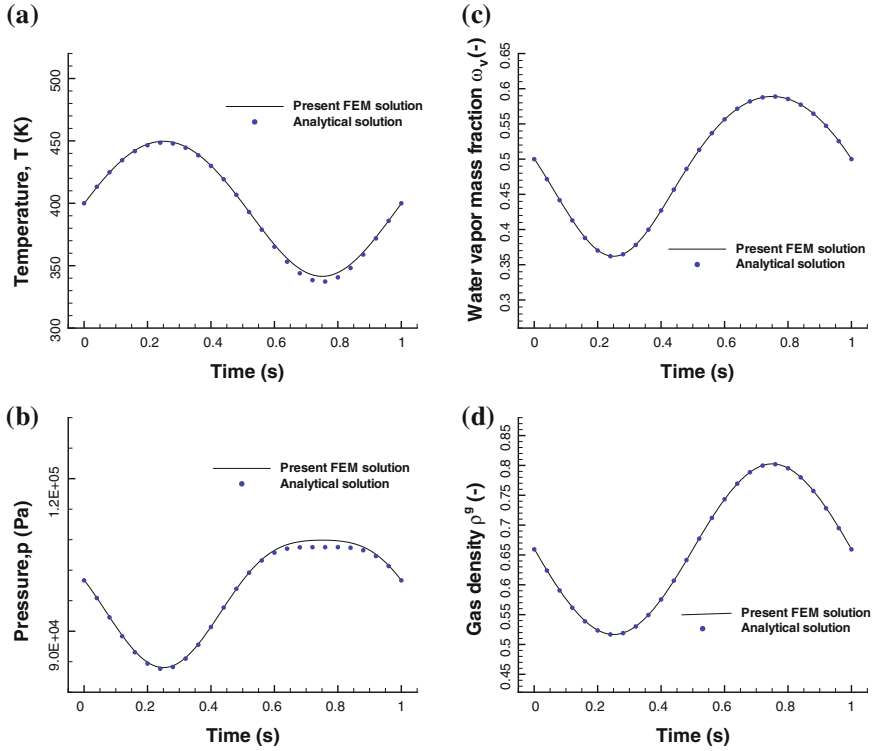 (a)
500
450
400
350
300
Temperature, T (K)
Present FEM solution
Analytical solution
0 0.2 0.4 0.6 0.8 1
Time (s)
(b)
1.2E+05
9.0E+04
Pressure,p (Pa)
Present FEM solution
Analytical solution
0 0.2 0.4 0.6 0.8 1
Time (s)
(c)
0.65
0.6
0.55
0.5
0.45
0.4
0.35
0.3
Water vapor mass fraction ωv(-)
Present FEM solution
Analytical solution
0 0.2 0.4 0.6 0.8 1
Time (s)
(d)
0.85
0.8
0.75
0.7
0.65
0.6
0.55
0.5
0.45
Gas density ρg (-)
Present FEM solution
Analytical solution
0 0.2 0.4 0.6 0.8 1
Time (s)